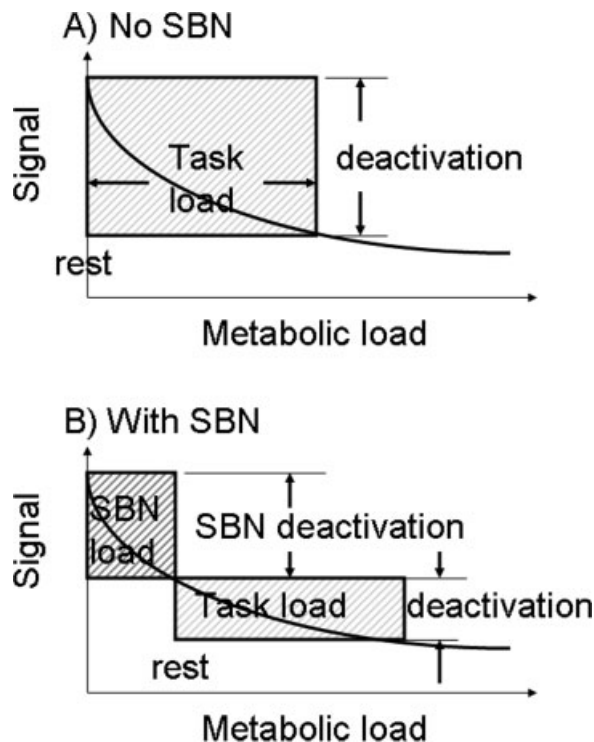 A) No SBN
Signal
Task
load
deactivation
rest
Metabolic load
B) With SBN
Signal
SBN
load
SBN deactivation
Task load
deactivation
rest
Metabolic load